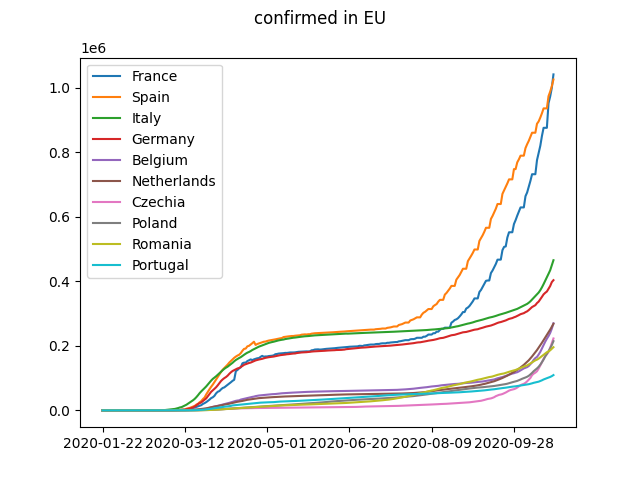 confirmed in EU
1e6
1.0
0.8
0.6
0.4
0.2
0.0
France
Spain
Italy
Germany
Belgium
Netherlands
Czechia
Poland
Romania
Portugal
2020-01-22 2020-03-12 2020-05-01 2020-06-20 2020-08-09 2020-09-28